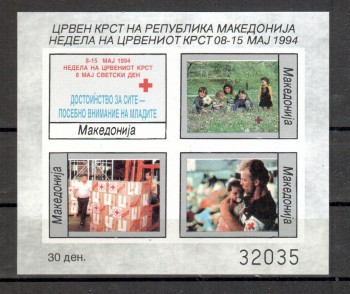 ЦРВЕН КРСТ НА РЕПУБЛИКА МАКЕДОНИЈА
НЕДЕЛА НА ЦРВЕНИОТ КРСТ 08-15 МАЈ 1994
8-15 МАЈ 1994
НЕДЕЛА НА ЦРВЕНИОТ КРСТ
8 МАЈ СВЕТСКИ ДЕН
ДОСТОИНСТВО ЗА СИТЕ –
ПОСЕБНО ВНИМАНИЕ НА МЛАДИТЕ
Македонија
Македонија
Македонија
Македонија
30 ден.
32035